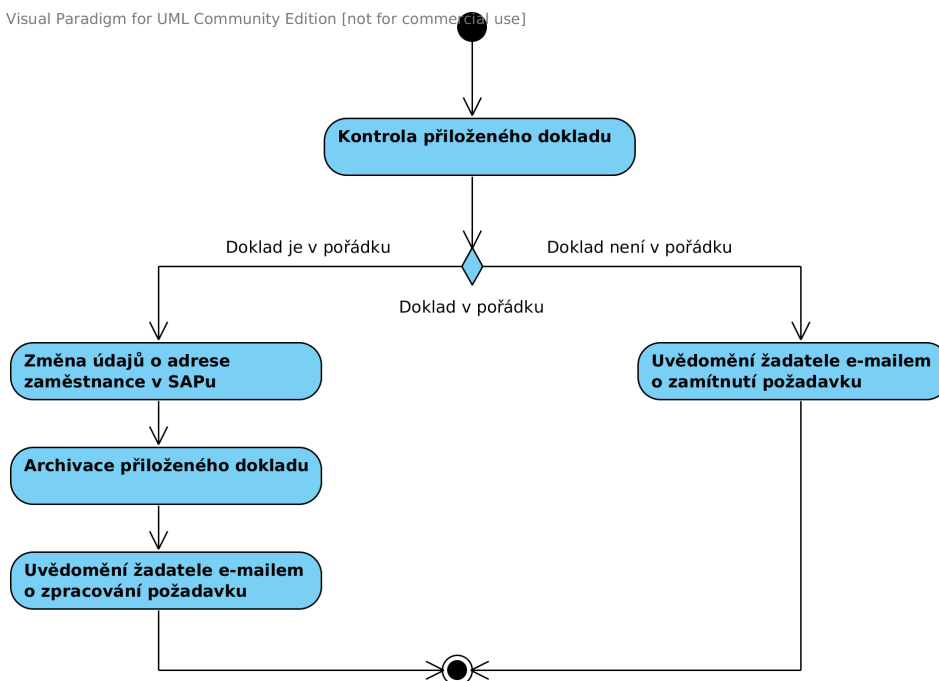 Visual Paradigm for UML Community Edition [not for commercial use]
Kontrola přiloženého dokladu
Doklad je v pořádku
Doklad není v pořádku
Doklad v pořádku
Změna údajů o adrese
zaměstnance v SAPu
Uvědomění žadatele e-mailem
o zamítnutí požadavku
Archivace přiloženého dokladu
Uvědomění žadatele e-mailem
o zpracování požadavku